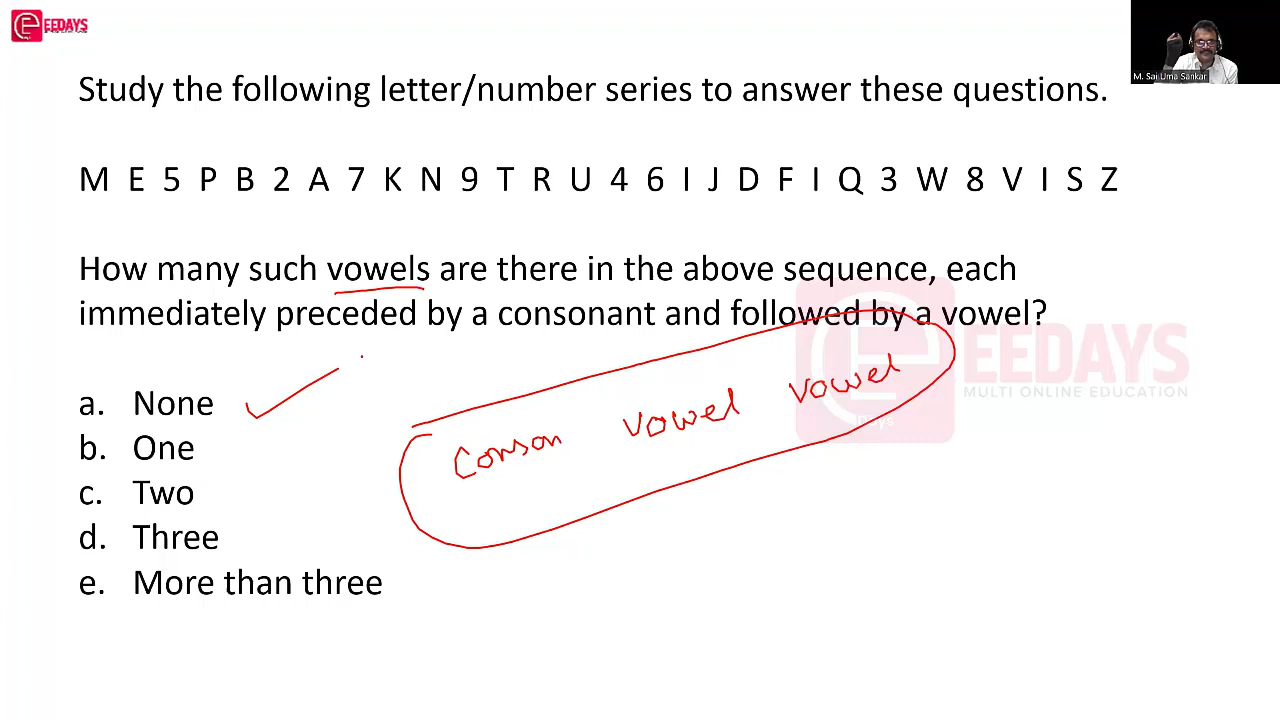 EEDAYS
M. Sai Uma Sankar
Study the following letter/number series to answer these questions.
M E 5 P B 2 A 7 K N 9 T R U 4 6 I J D F I Q 3 W 8 V I S Z
How many such vowels are there in the above sequence, each
immediately preceded by a consonant and followed by a vowel?
EEDAYS
MULTI ONLINE EDUCATION
a. None
b. One
c. Two
d. Three
e. More than three
Conson vowel vowel